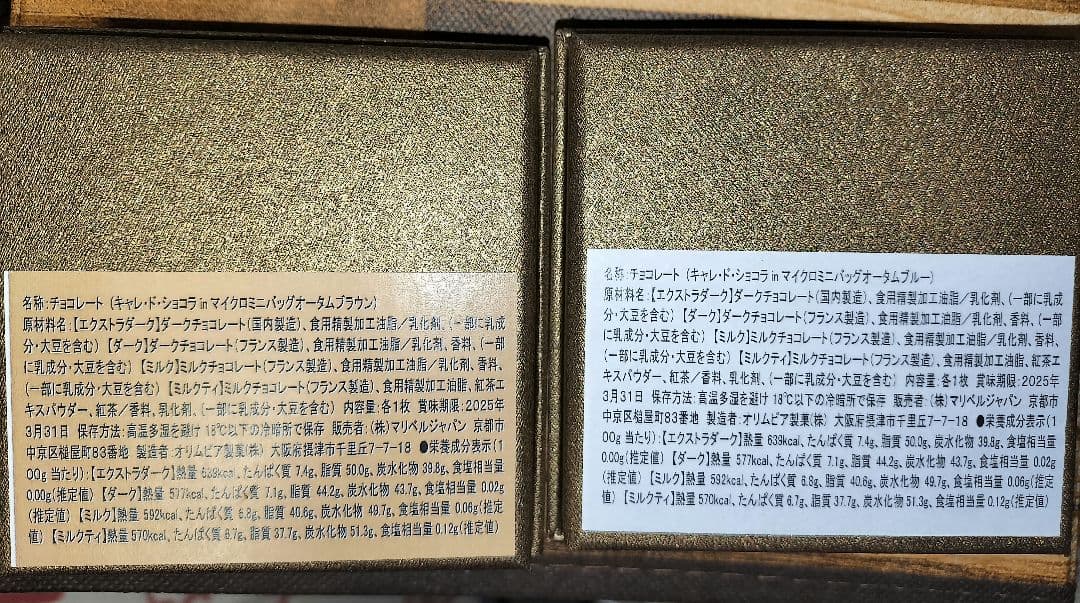 名称:チョコレート (キャレ・ド・ショコラ in マイクロミニバッグオータムブラウン)
原材料名:【エクストラダーク】ダークチョコレート(国内製造)、食用精製加工油脂/乳化剤、(一部に乳成
分・大豆を含む) 【ダーク】ダークチョコレート(フランス製造)、食用精製加工油脂/乳化剤、香料、(一部
に乳成分・大豆を含む) 【ミルク】ミルクチョコレート(フランス製造)、食用精製加工油脂/乳化剤、香料、
(一部に乳成分・大豆を含む) 【ミルクティ】ミルクチョコレート(フランス製造)、食用精製加工油脂、紅茶エ
キスパウダー、紅茶/香料、乳化剤、(一部に乳成分・大豆を含む) 内容量:各1枚 賞味期限:2025年
3月31日 保存方法:高温多湿を避け 18℃以下の冷暗所で保存 販売者:(株)マリベルジャパン 京都市
中京区槌屋町83番地 製造者:オリムピア製菓(株) 大阪府摂津市千里丘7-7-18 ●栄養成分表示(1
00g 当たり):【エクストラダーク】熱量 639kcal、たんぱく質 7.4g、脂質 50.0g、炭水化物 39.8g、食塩相当量
0.00g(推定値) 【ダーク】熱量 577kcal、たんぱく質 7.1g、脂質 44.2g、炭水化物 43.7g、食塩相当量 0.02g
(推定値) 【ミルク】熱量 592kcal、たんぱく質 6.8g、脂質 40.6g、炭水化物 49.7g、食塩相当量 0.06g(推定
値) 【ミルクティ】熱量 570kcal、たんぱく質 6.7g、脂質 37.7g、炭水化物 51.3g、食塩相当量 0.12g(推定値)
名称:チョコレート (キャレ・ド・ショコラ in マイクロミニバッグオータムブルー)
原材料名:【エクストラダーク】ダークチョコレート(国内製造)、食用精製加工油脂/乳化剤、(一部に乳成
分・大豆を含む) 【ダーク】ダークチョコレート(フランス製造)、食用精製加工油脂/乳化剤、香料、(一部
に乳成分・大豆を含む) 【ミルク】ミルクチョコレート(フランス製造)、食用精製加工油脂/乳化剤、香料、
(一部に乳成分・大豆を含む) 【ミルクティ】ミルクチョコレート(フランス製造)、食用精製加工油脂、紅茶エ
キスパウダー、紅茶/香料、乳化剤、(一部に乳成分・大豆を含む) 内容量:各1枚 賞味期限:2025年
3月31日 保存方法:高温多湿を避け 18℃以下の冷暗所で保存 販売者:(株)マリベルジャパン 京都市
中京区槌屋町83番地 製造者:オリムピア製菓(株) 大阪府摂津市千里丘7-7-18 ●栄養成分表示(1
00g 当たり):【エクストラダーク】熱量 639kcal、たんぱく質 7.4g、脂質 50.0g、炭水化物 39.8g、食塩相当量
0.00g(推定値) 【ダーク】熱量 577kcal、たんぱく質 7.1g、脂質 44.2g、炭水化物 43.7g、食塩相当量 0.02g
(推定値) 【ミルク】熱量 592kcal、たんぱく質 6.8g、脂質 40.6g、炭水化物 49.7g、食塩相当量 0.06g(推定
値) 【ミルクティ】熱量 570kcal、たんぱく質 6.7g、脂質 37.7g、炭水化物 51.3g、食塩相当量 0.12g(推定値)